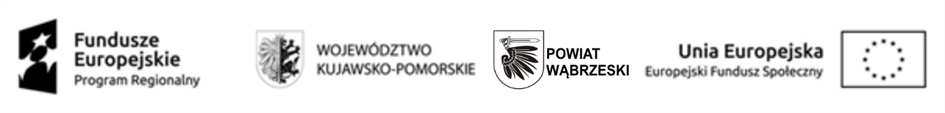 Fundusze
Europejskie
Program Regionalny
WOJEWÓDZTWO
KUJAWSKO-POMORSKIE
POWIAT
WĄBRZESKI
Unia Europejska
Europejski Fundusz Społeczny